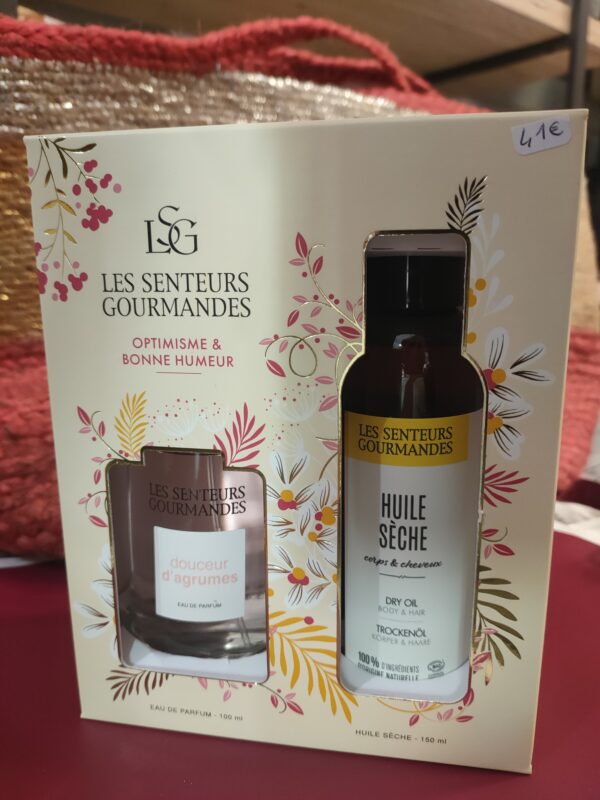 41€
LSG
LES SENTEURS
GOURMANDES
OPTIMISME &
BONNE HUMEUR
LES SENTEURS
GOURMANDES
douceur
d'agrumes
EAU DE PARFUM
LES SENTEURS
GOURMANDES
HUILE
SÈCHE
corps & cheveux
DRY OIL
BODY & HAIR
TROCKENÖL
KÖRPER & HAARE
100% D'INGRÉDIENTS
D'ORIGINE NATURELLE
EAU DE PARFUM - 100 ml
HUILE SÈCHE - 150 ml